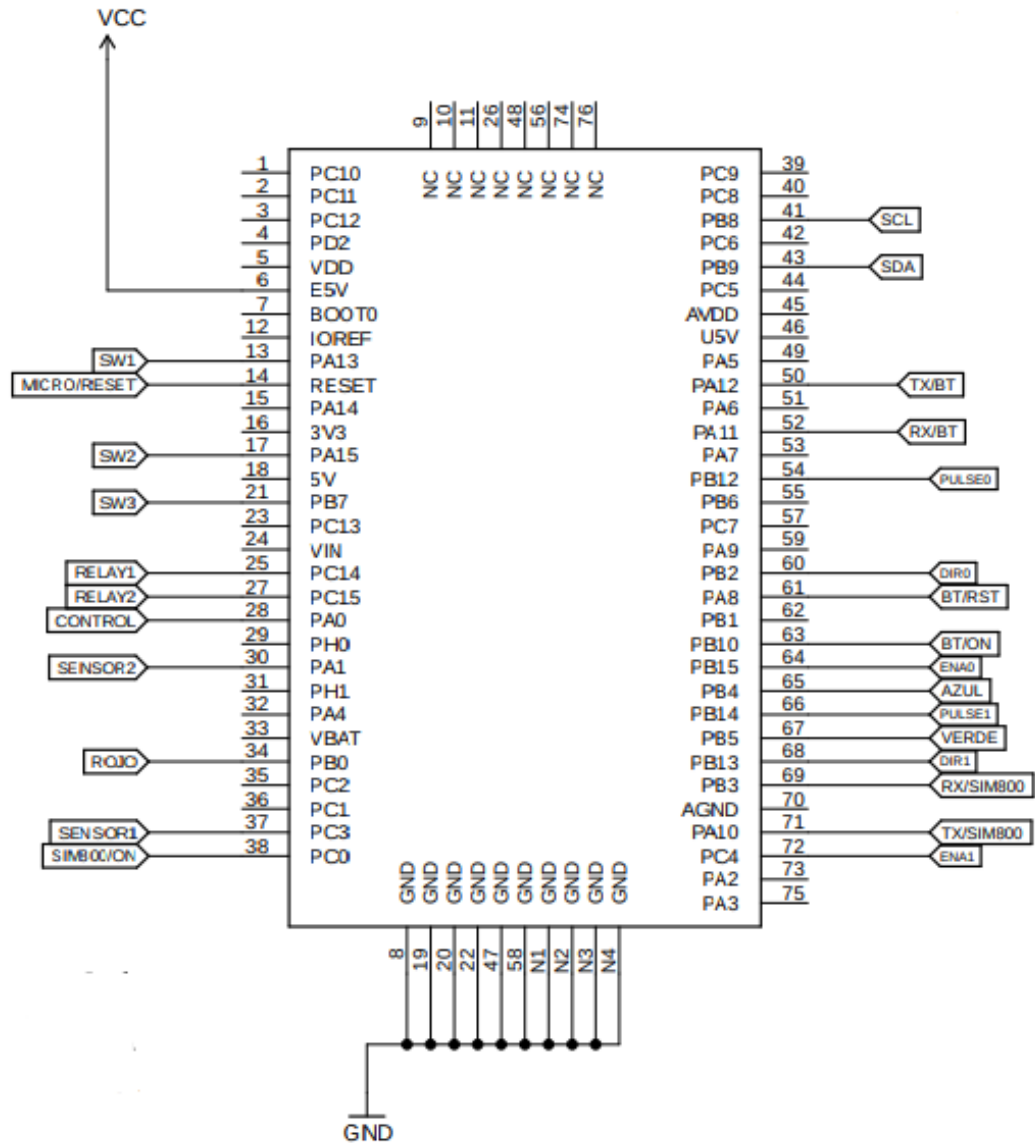 VCC
9 10 11 26 48 56 74 76
NC NC NC NC NC NC NC NC
1 PC10 PC9 39
2 PC11 PC8 40
3 PC12 PB8 41 SCL
4 PD2 PC6 42
5 VDD PB9 43 SDA
6 E5V PC5 44
7 BOOT0 AVDD 45
12 IOREF U5V 46
SW1 13 PA13 PA5 49
MICRO/RESET 14 RESET PA12 50 TX/BT
15 PA14 PA6 51
16 3V3 PA11 52 RX/BT
SW2 17 PA15 PA7 53
18 5V PB12 54 PULSE0
SW3 21 PB7 PB6 55
23 PC13 PC7 57
24 VIN PA9 59
RELAY1 25 PC14 PB2 60 DIR0
RELAY2 27 PC15 PA8 61 BT/RST
CONTROL 28 PA0 PB1 62
29 PH0 PB10 63 BT/ON
SENSOR2 30 PA1 PB15 64 ENA0
31 PH1 PB4 65 AZUL
32 PA4 PB14 66 PULSE1
33 VBAT PB5 67 VERDE
ROJO 34 PB0 PB13 68 DIR1
35 PC2 PB3 69 RX/SIM800
36 PC1 AGND 70
SENSOR1 37 PC3 PA10 71 TX/SIM800
SIM800/ON 38 PC0 PC4 72 ENA1
PA2 73
PA3 75
GND GND GND GND GND GND GND GND GND GND
8 19 20 22 47 58 N1 N2 N3 N4
GND